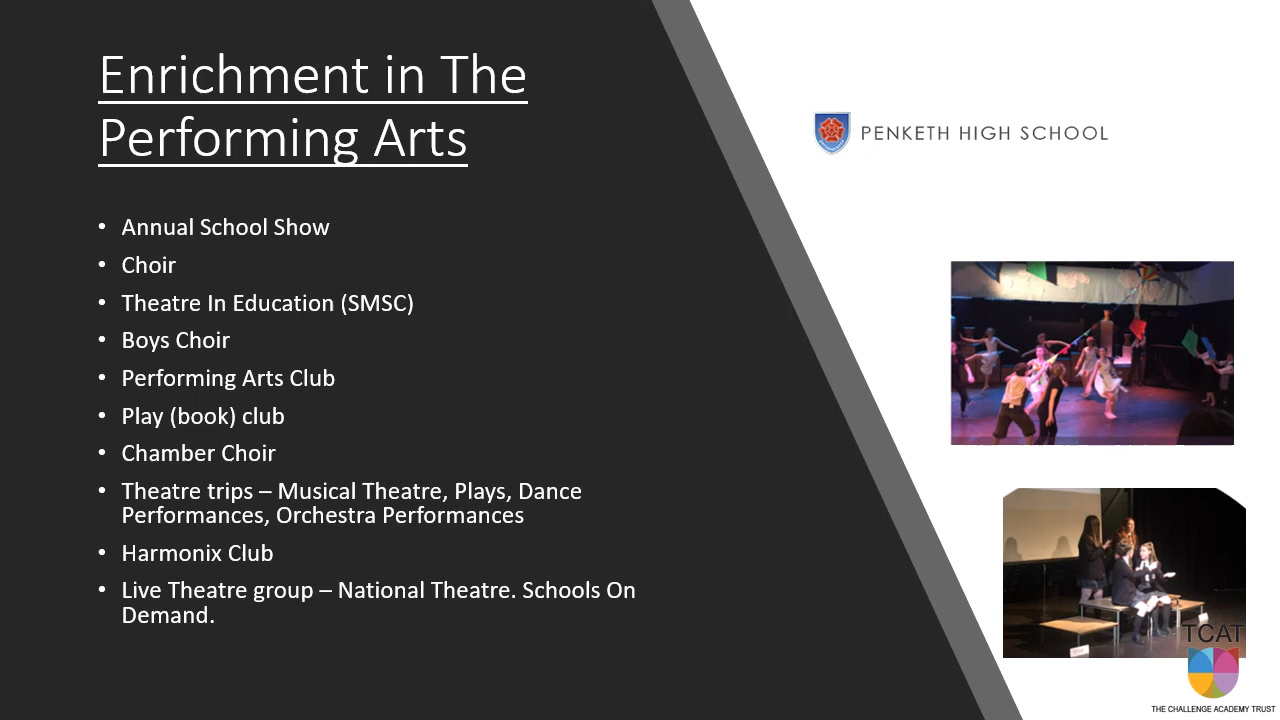 Enrichment in The
Performing Arts
• Annual School Show
• Choir
• Theatre In Education (SMSC)
• Boys Choir
• Performing Arts Club
• Play (book) club
• Chamber Choir
• Theatre trips – Musical Theatre, Plays, Dance
Performances, Orchestra Performances
• Harmonix Club
• Live Theatre group – National Theatre. Schools On
Demand.
PENKETH HIGH SCHOOL
TCAT
THE CHALLENGE ACADEMY TRUST